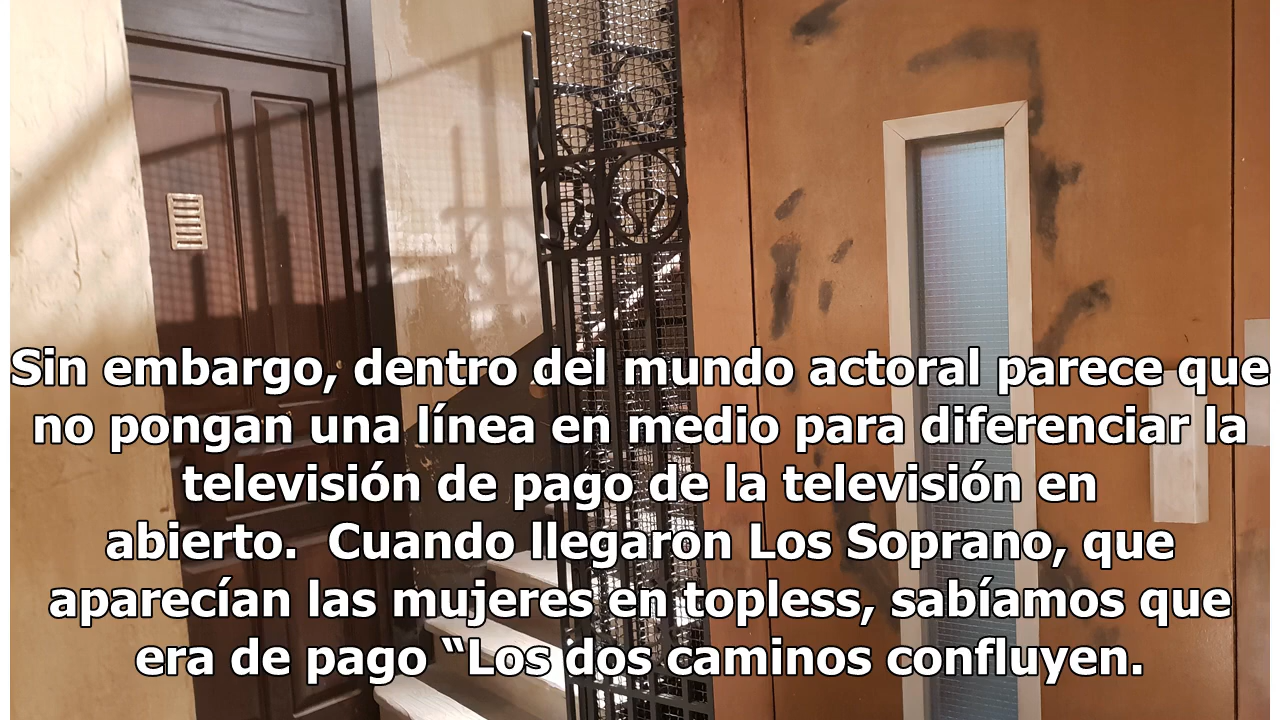 Sin embargo, dentro del mundo actoral parece que
no pongan una línea en medio para diferenciar la
televisión de pago de la televisión en
abierto.  Cuando llegaron Los Soprano, que
aparecían las mujeres en topless, sabíamos que
era de pago “Los dos caminos confluyen.